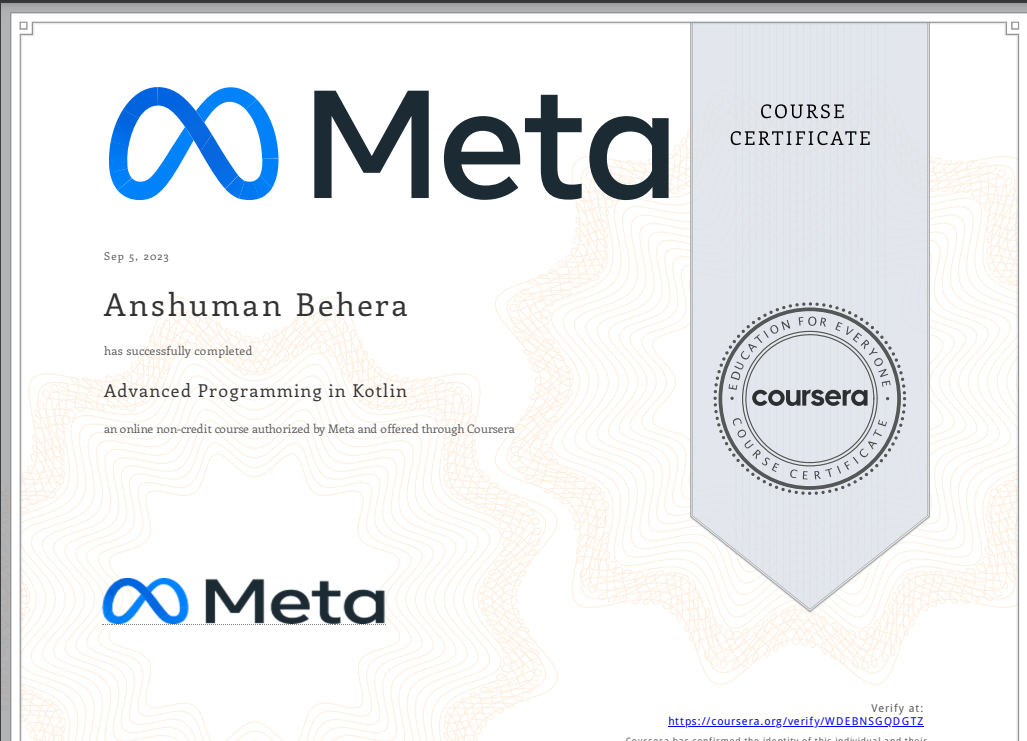 Meta
COURSE
CERTIFICATE
Sep 5, 2023
Anshuman Behera
has successfully completed
Advanced Programming in Kotlin
an online non-credit course authorized by Meta and offered through Coursera
EDUCATION FOR EVERYONE
coursera
COURSE CERTIFICATE
Meta
Verify at:
https://coursera.org/verify/WDEBNSGQDGTZ
Coursera has confirmed the identity of this individual and their